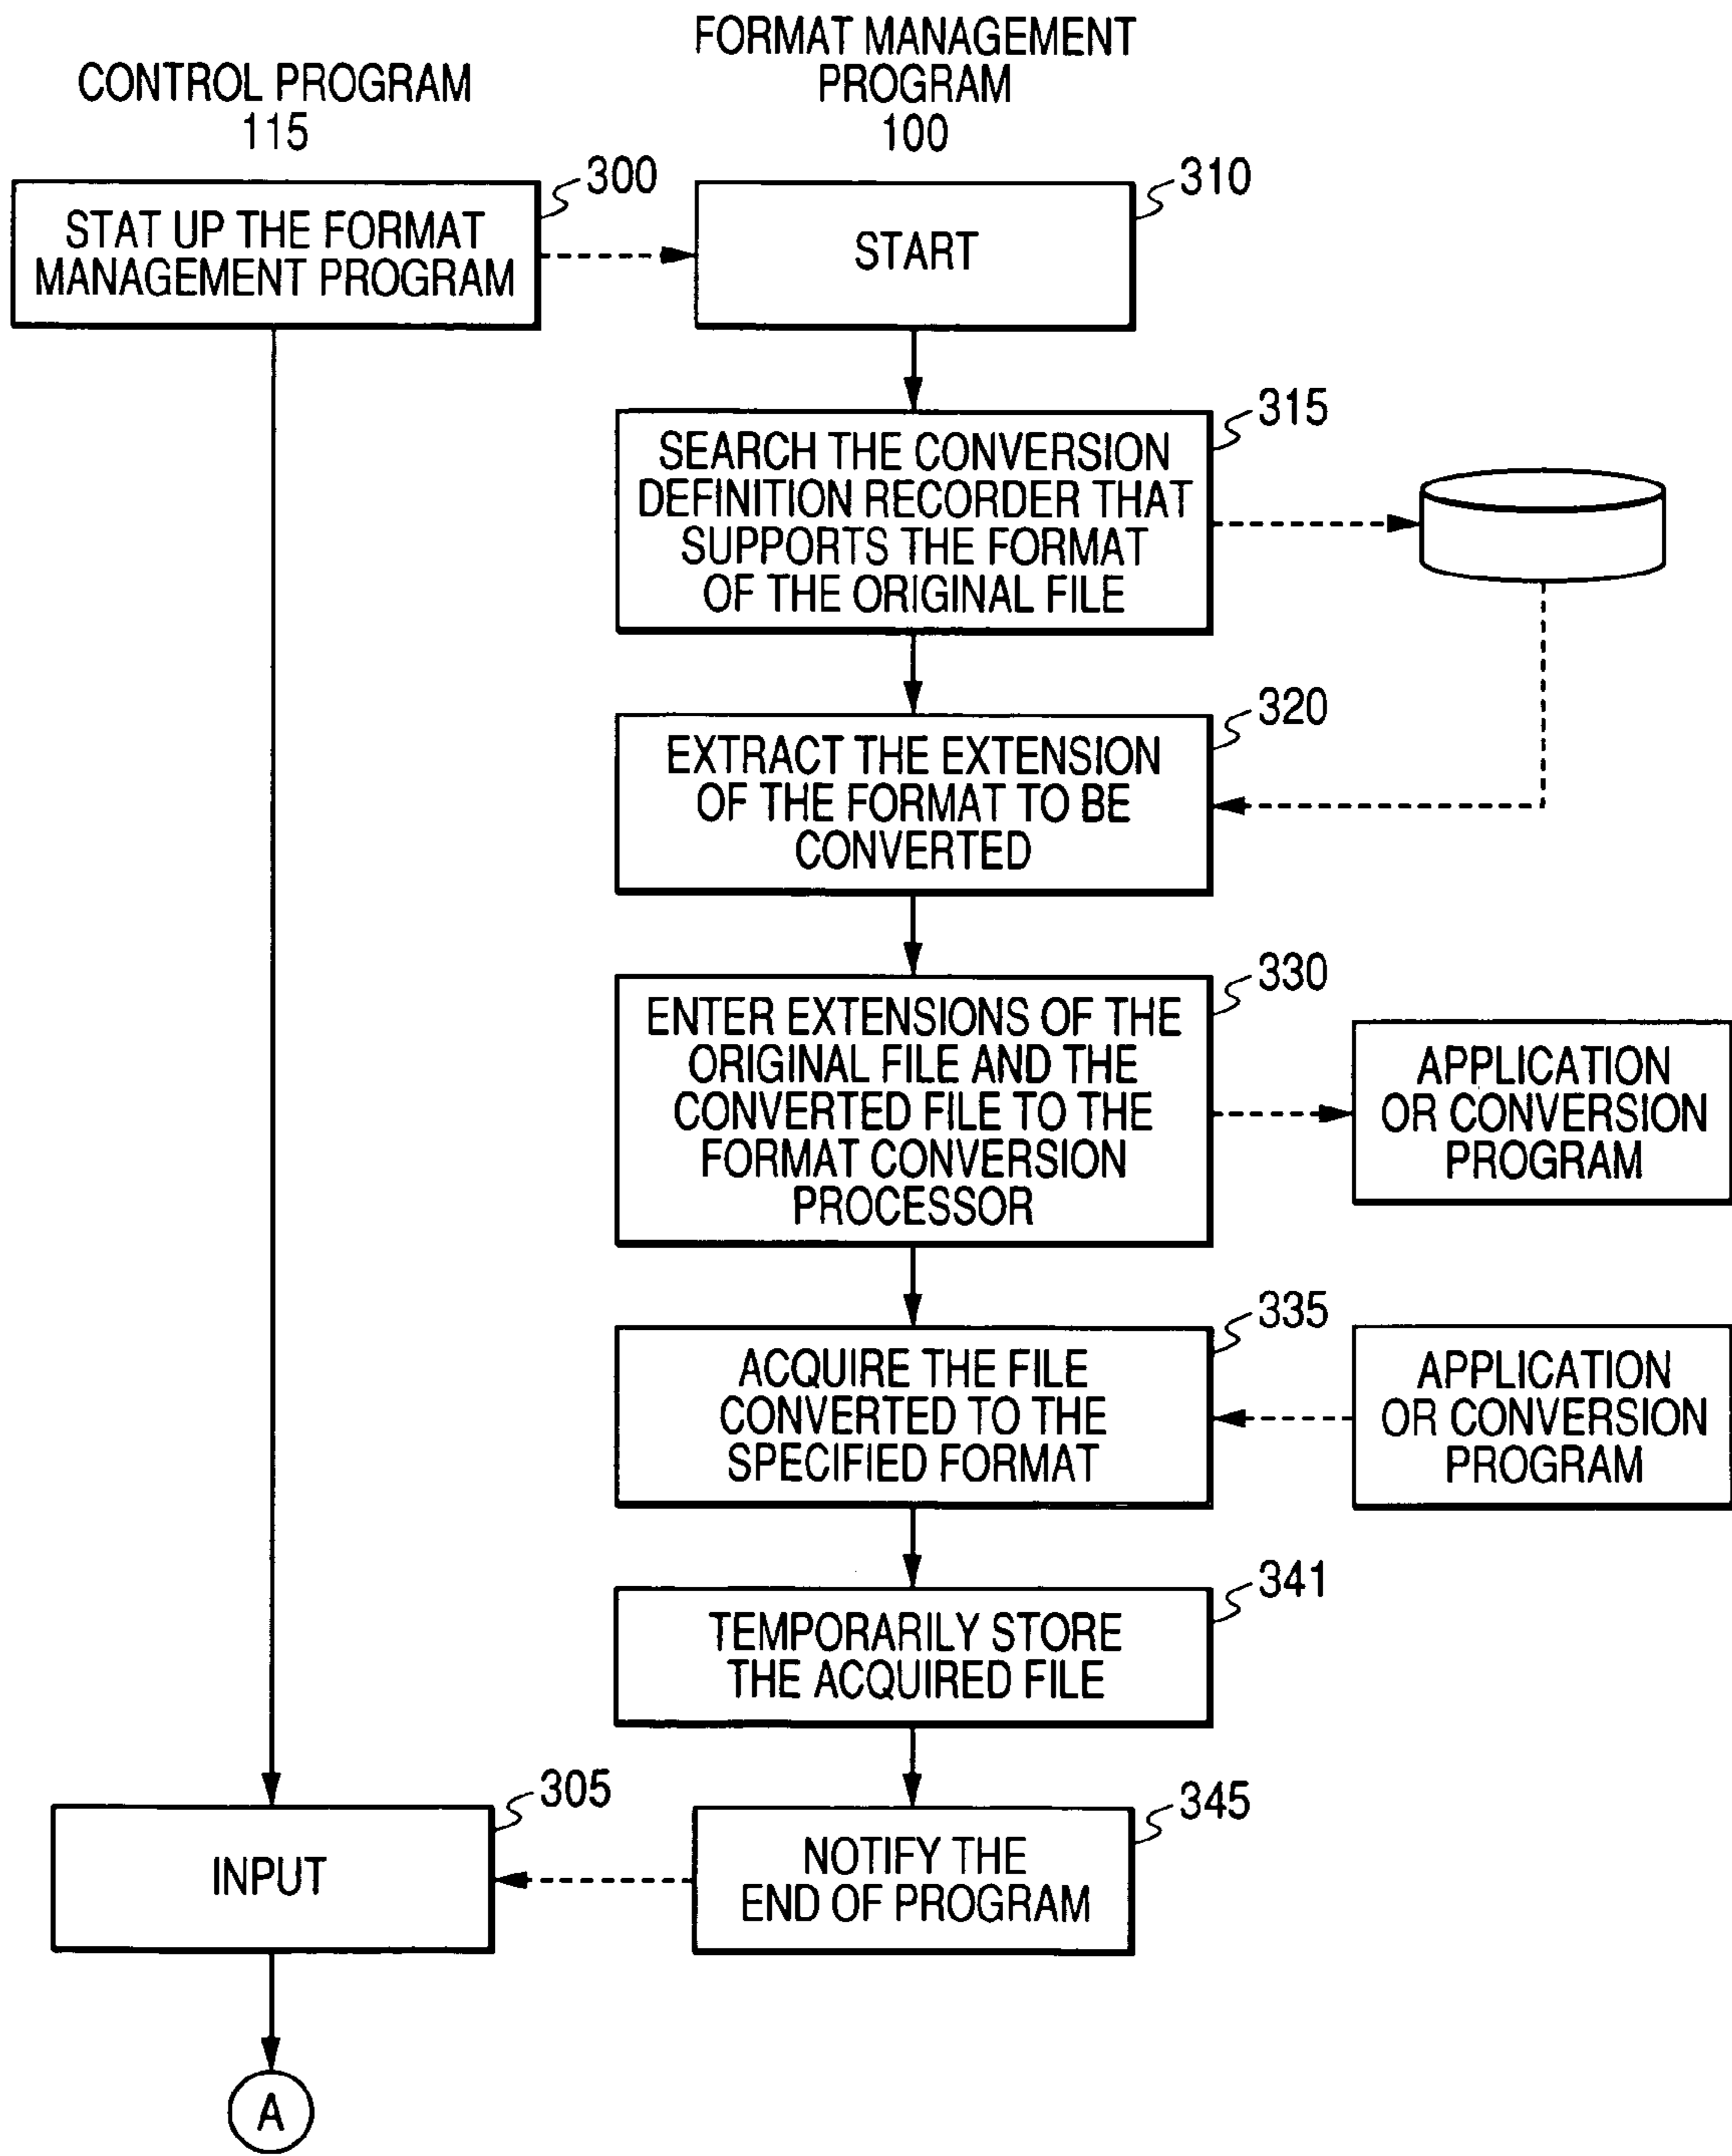 CONTROL PROGRAM
115
FORMAT MANAGEMENT
PROGRAM
100
300
STAT UP THE FORMAT
MANAGEMENT PROGRAM
310
START
315
SEARCH THE CONVERSION
DEFINITION RECORDER THAT
SUPPORTS THE FORMAT
OF THE ORIGINAL FILE
320
EXTRACT THE EXTENSION
OF THE FORMAT TO BE
CONVERTED
330
ENTER EXTENSIONS OF THE
ORIGINAL FILE AND THE
CONVERTED FILE TO THE
FORMAT CONVERSION
PROCESSOR
APPLICATION
OR CONVERSION
PROGRAM
335
ACQUIRE THE FILE
CONVERTED TO THE
SPECIFIED FORMAT
APPLICATION
OR CONVERSION
PROGRAM
341
TEMPORARILY STORE
THE ACQUIRED FILE
305
INPUT
345
NOTIFY THE
END OF PROGRAM
A